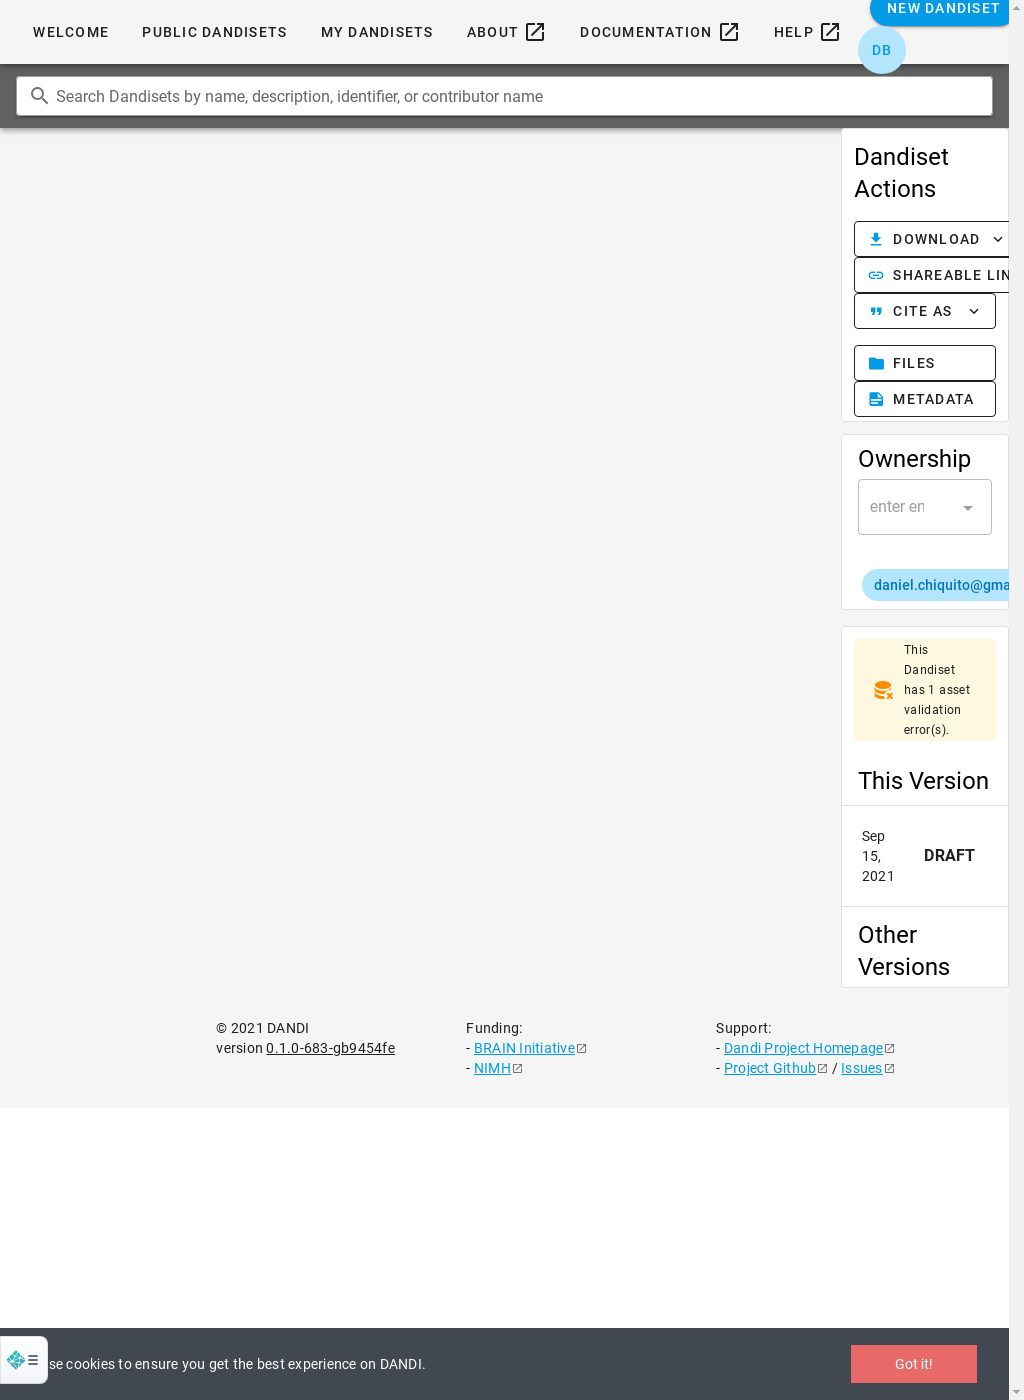 NEW DANDISET
WELCOME PUBLIC DANDISETS MY DANDISETS ABOUT DOCUMENTATION HELP
DB
Search Dandisets by name, description, identifier, or contributor name
Dandiset
Actions
DOWNLOAD
SHAREABLE LIN
CITE AS
FILES
METADATA
Ownership
enter en
daniel.chiquito@gma
This
Dandiset
has 1 asset
validation
error(s).
This Version
Sep
15,
2021
DRAFT
Other
Versions
© 2021 DANDI
version 0.1.0-683-gb9454fe
Funding:
- BRAIN Initiative
- NIMH
Support:
- Dandi Project Homepage
- Project Github / Issues
se cookies to ensure you get the best experience on DANDI.
Got it!